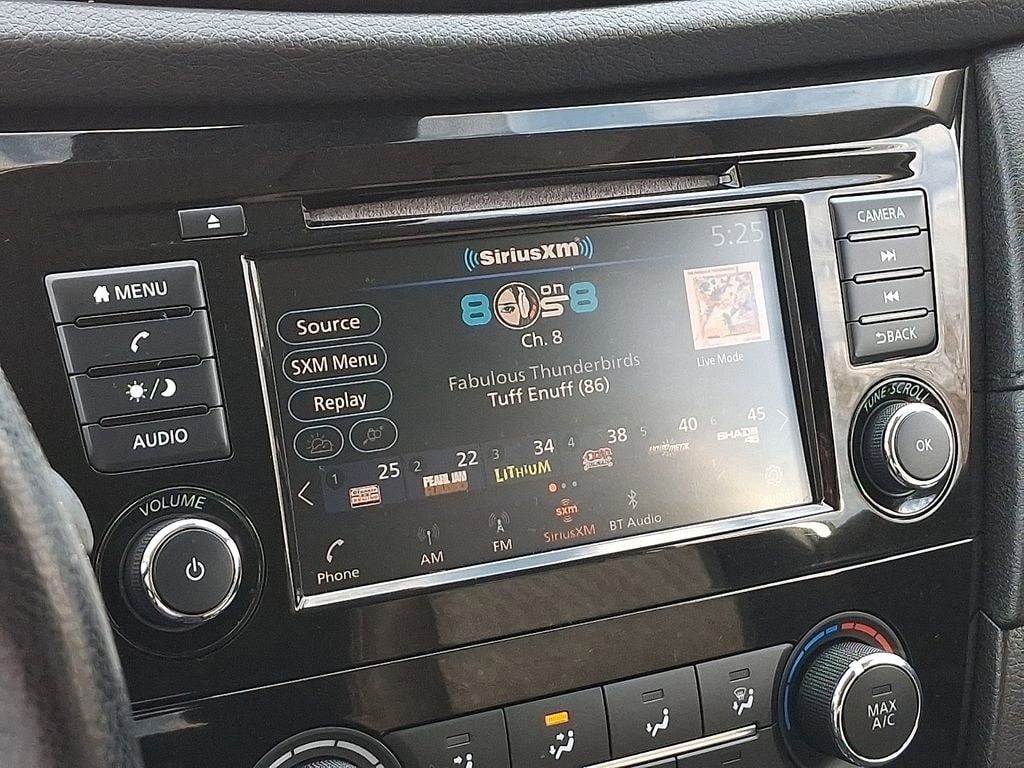 CAMERA
SiriusXM
5:25
MENU
8 on 8
Source
Ch. 8
BACK
SXM Menu
Live Mode
Fabulous Thunderbirds
Tuff Enuff (86)
Replay
AUDIO
TUNE·SCROLL
OK
1 25
2 22 PEARL JAM
3 34 LITHIUM
4 38
5 40
6 45 SHADE 45
VOLUME
sxm
Phone
AM
FM
SiriusXM
BT Audio
MAX
A/C